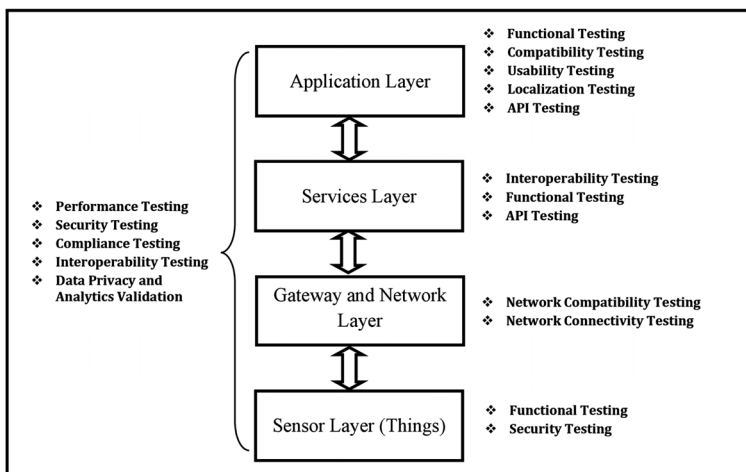 ❖ Functional Testing
❖ Compatibility Testing
❖ Usability Testing
❖ Localization Testing
❖ API Testing
Application Layer
❖ Interoperability Testing
❖ Functional Testing
❖ API Testing
Services Layer
❖ Performance Testing
❖ Security Testing
❖ Compliance Testing
❖ Interoperability Testing
❖ Data Privacy and
Analytics Validation
Gateway and Network
Layer
❖ Network Compatibility Testing
❖ Network Connectivity Testing
Sensor Layer (Things)
❖ Functional Testing
❖ Security Testing